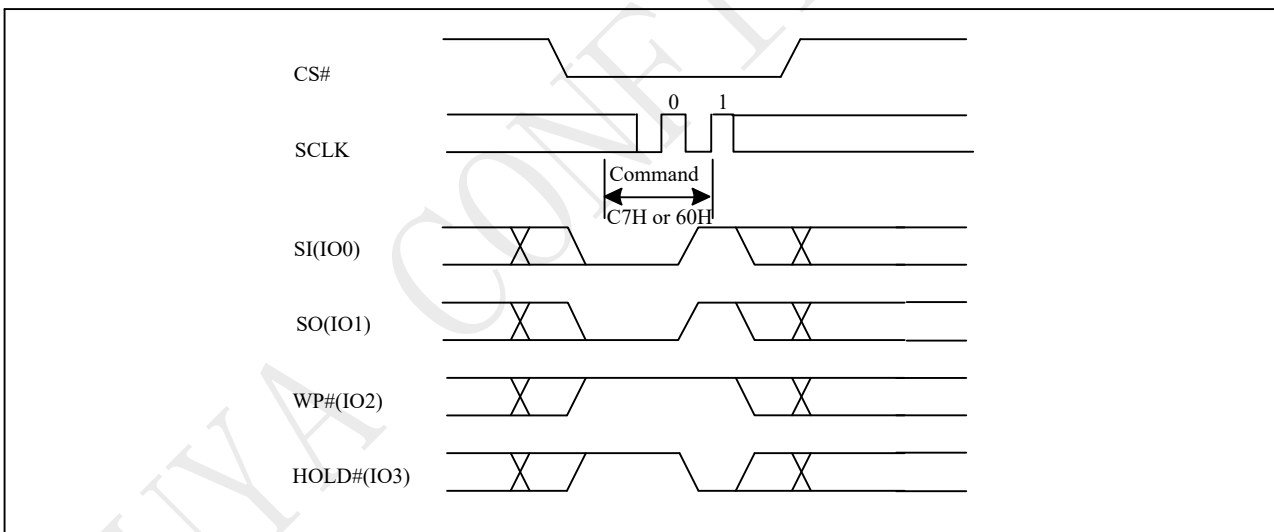 CS#
0 1
SCLK
Command
C7H or 60H
SI(IO0)
SO(IO1)
WP#(IO2)
HOLD#(IO3)